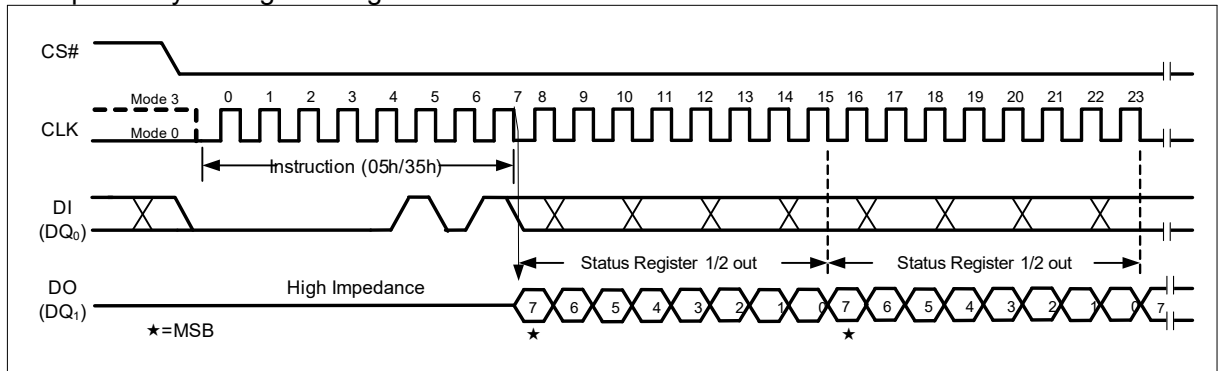 CS#
Mode 3
0 1 2 3 4 5 6 7 8 9 10 11 12 13 14 15 16 17 18 19 20 21 22 23
CLK
Mode 0
Instruction (05h/35h)
DI
(DQ0)
Status Register 1/2 out Status Register 1/2 out
DO
(DQ1)
High Impedance
7 6 5 4 3 2 1 0 7 6 5 4 3 2 1 0 7
★=MSB
★ ★